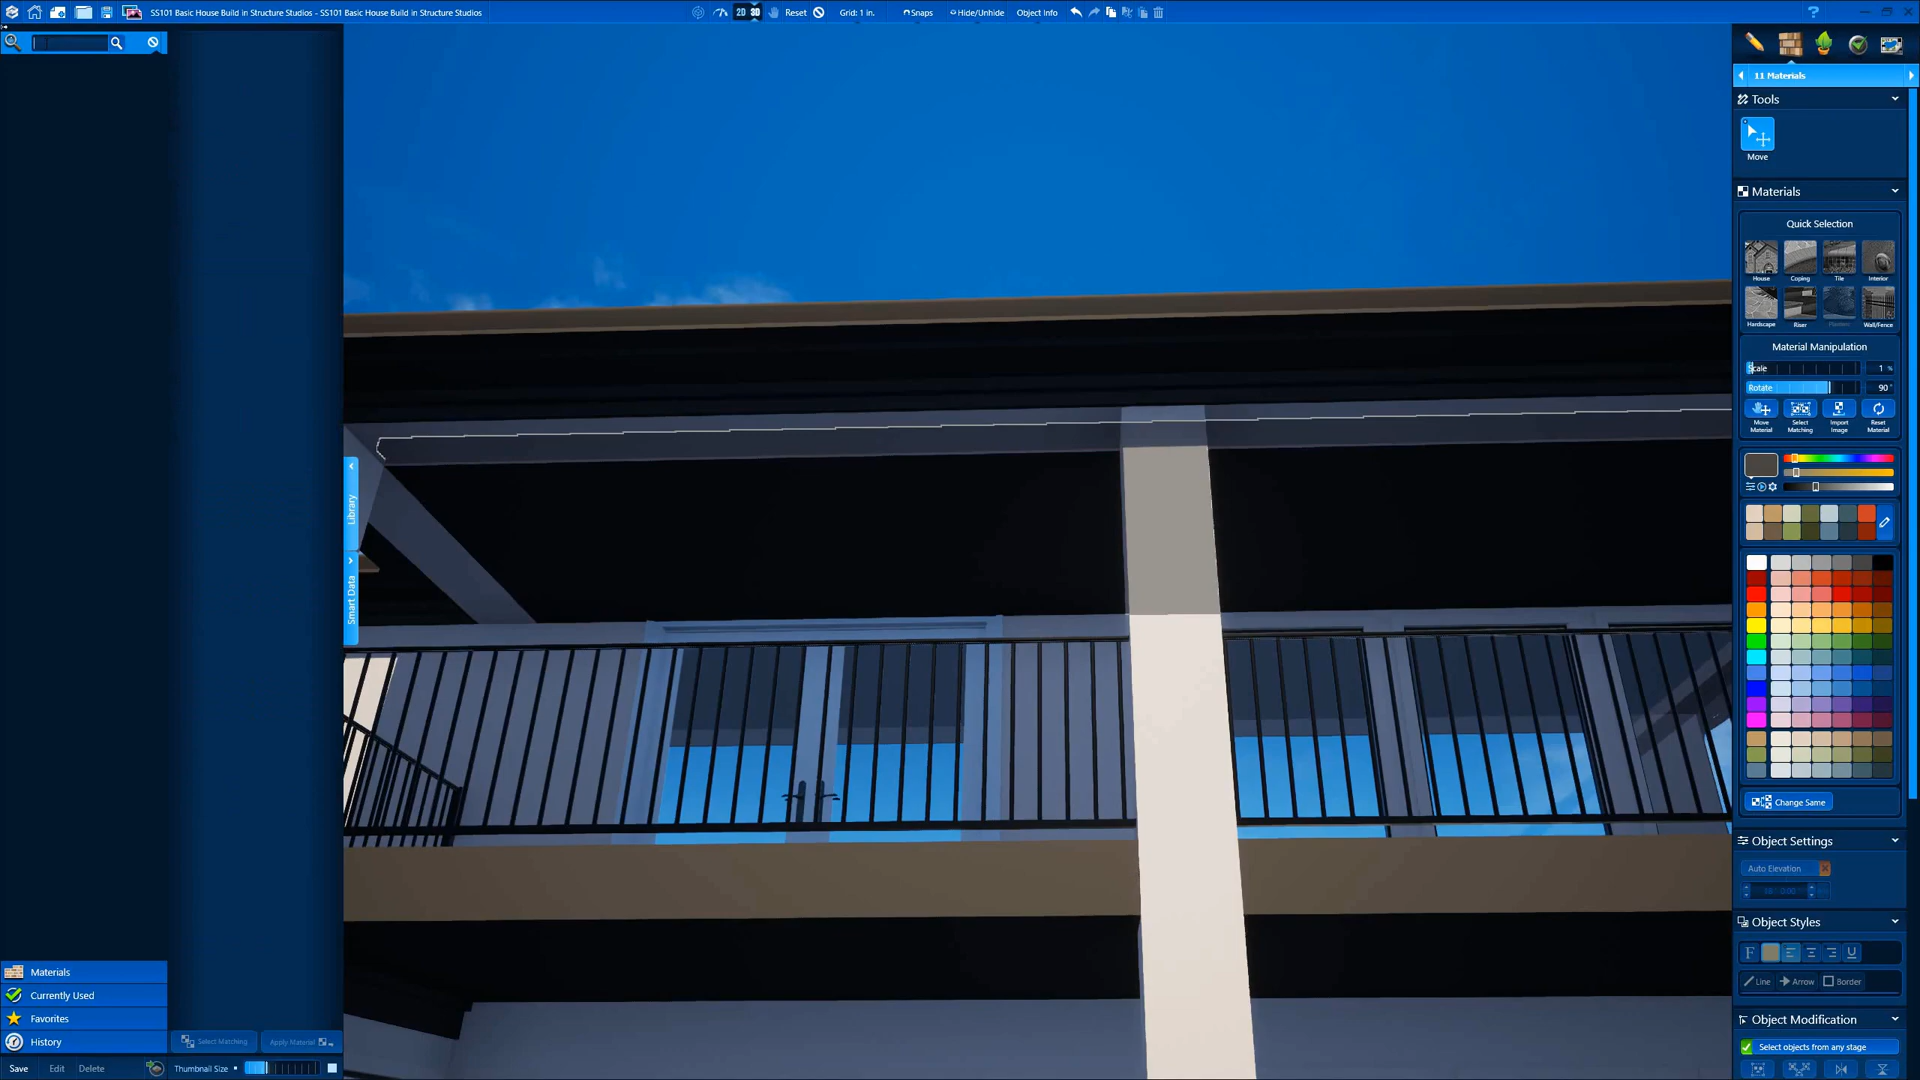 SS101 Basic House Build in Structure Studios - SS101 Basic House Build in Structure Studios
2D 3D Reset Grid: 1 in. Snaps Hide/Unhide Object Info
?
11 Materials
Tools
Move
Materials
Quick Selection
House Coping Tile Interior
Hardscape Riser Planters Wall/Fence
Material Manipulation
Scale 1 %
Rotate 90 °
Move Material
Select Matching
Import Image
Reset Material
Change Same
Object Settings
Auto Elevation
Object Styles
F U
Line Arrow Border
Object Modification
Select objects from any stage
Library
Smart Data
Materials
Currently Used
Favorites
History
Select Matching Apply Material
Save Edit Delete Thumbnail Size